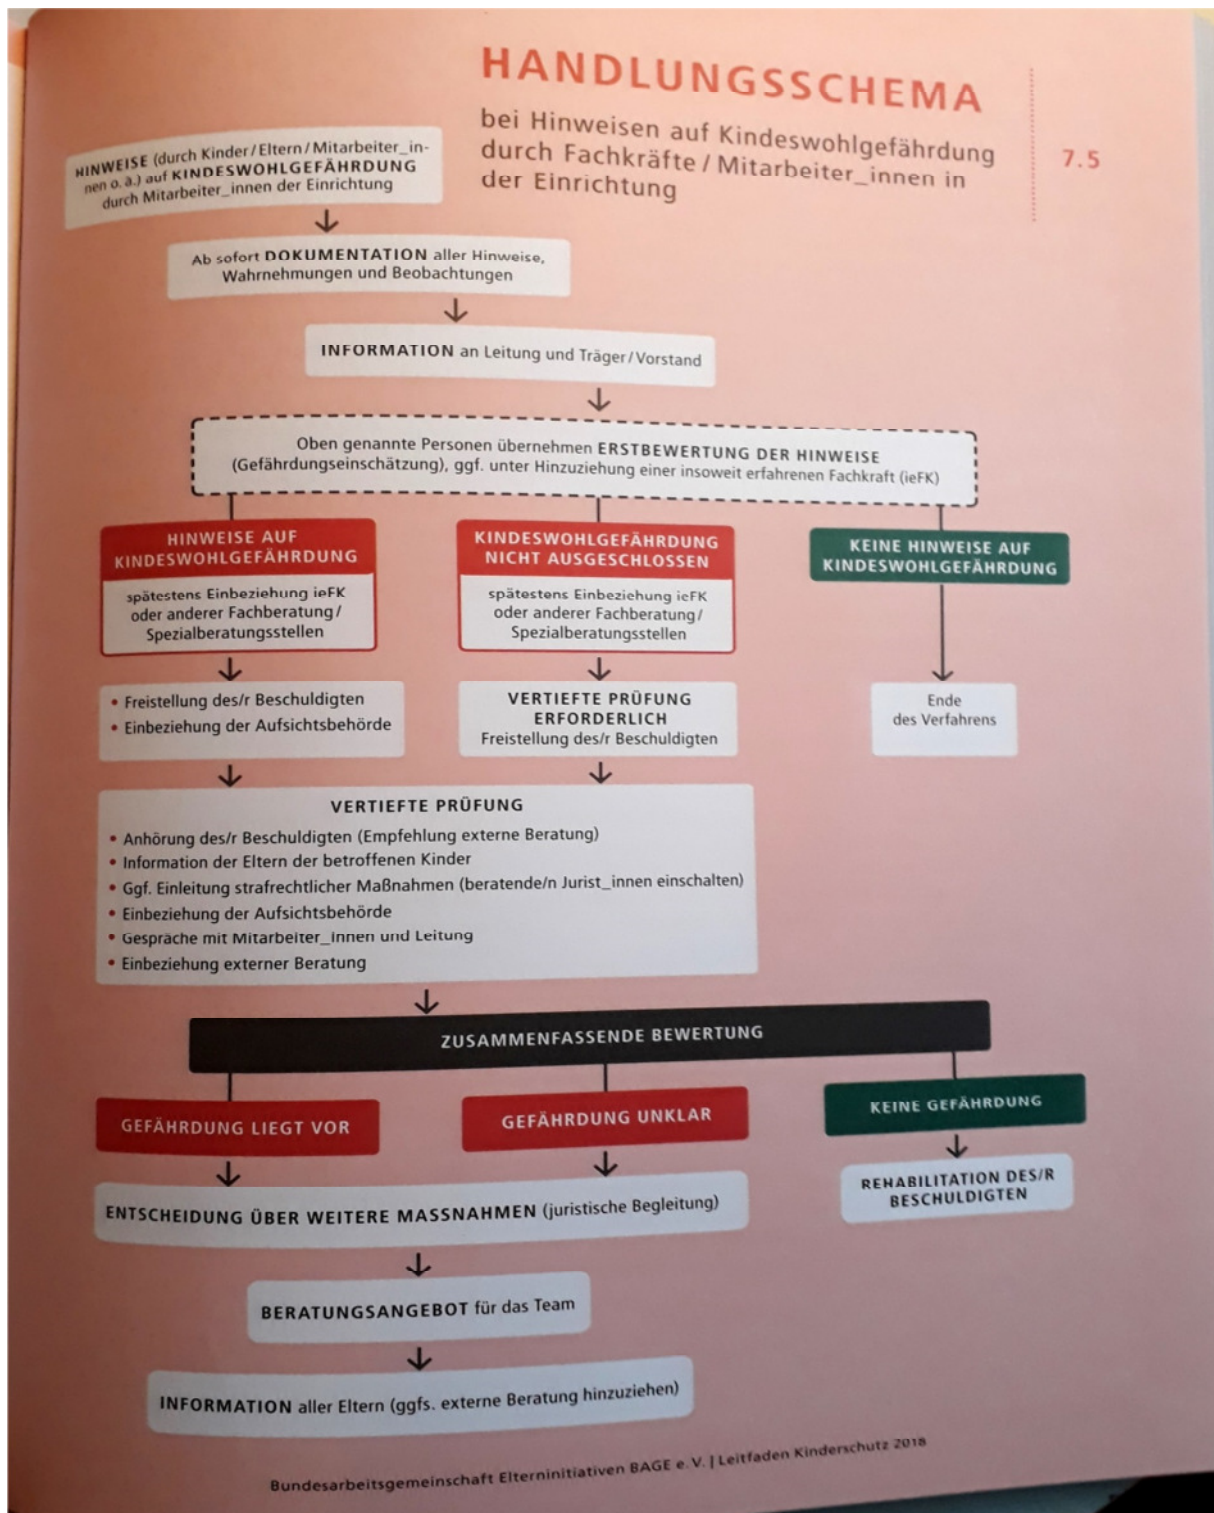 HANDLUNGSSCHEMA
bei Hinweisen auf Kindeswohlgefährdung
durch Fachkräfte / Mitarbeiter_innen in
der Einrichtung
7.5
HINWEISE (durch Kinder / Eltern / Mitarbeiter_in-
nen o. ä.) auf KINDESWOHLGEFÄHRDUNG
durch Mitarbeiter_innen der Einrichtung
Ab sofort DOKUMENTATION aller Hinweise,
Wahrnehmungen und Beobachtungen
INFORMATION an Leitung und Träger / Vorstand
Oben genannte Personen übernehmen ERSTBEWERTUNG DER HINWEISE
(Gefährdungseinschätzung), ggf. unter Hinzuziehung einer insoweit erfahrenen Fachkraft (ieFK)
HINWEISE AUF
KINDESWOHLGEFÄHRDUNG
spätestens Einbeziehung ieFK
oder anderer Fachberatung /
Spezialberatungsstellen
KINDESWOHLGEFÄHRDUNG
NICHT AUSGESCHLOSSEN
spätestens Einbeziehung ieFK
oder anderer Fachberatung /
Spezialberatungsstellen
KEINE HINWEISE AUF
KINDESWOHLGEFÄHRDUNG
• Freistellung des/r Beschuldigten
• Einbeziehung der Aufsichtsbehörde
VERTIEFTE PRÜFUNG
ERFORDERLICH
Freistellung des/r Beschuldigten
Ende
des Verfahrens
VERTIEFTE PRÜFUNG
• Anhörung des/r Beschuldigten (Empfehlung externe Beratung)
• Information der Eltern der betroffenen Kinder
• Ggf. Einleitung strafrechtlicher Maßnahmen (beratende/n Jurist_innen einschalten)
• Einbeziehung der Aufsichtsbehörde
• Gespräche mit Mitarbeiter_innen und Leitung
• Einbeziehung externer Beratung
ZUSAMMENFASSENDE BEWERTUNG
GEFÄHRDUNG LIEGT VOR
GEFÄHRDUNG UNKLAR
KEINE GEFÄHRDUNG
ENTSCHEIDUNG ÜBER WEITERE MASSNAHMEN (juristische Begleitung)
REHABILITATION DES/R
BESCHULDIGTEN
BERATUNGSANGEBOT für das Team
INFORMATION aller Eltern (ggfs. externe Beratung hinzuziehen)
Bundesarbeitsgemeinschaft Elterninitiativen BAGE e. V. | Leitfaden Kinderschutz 2018